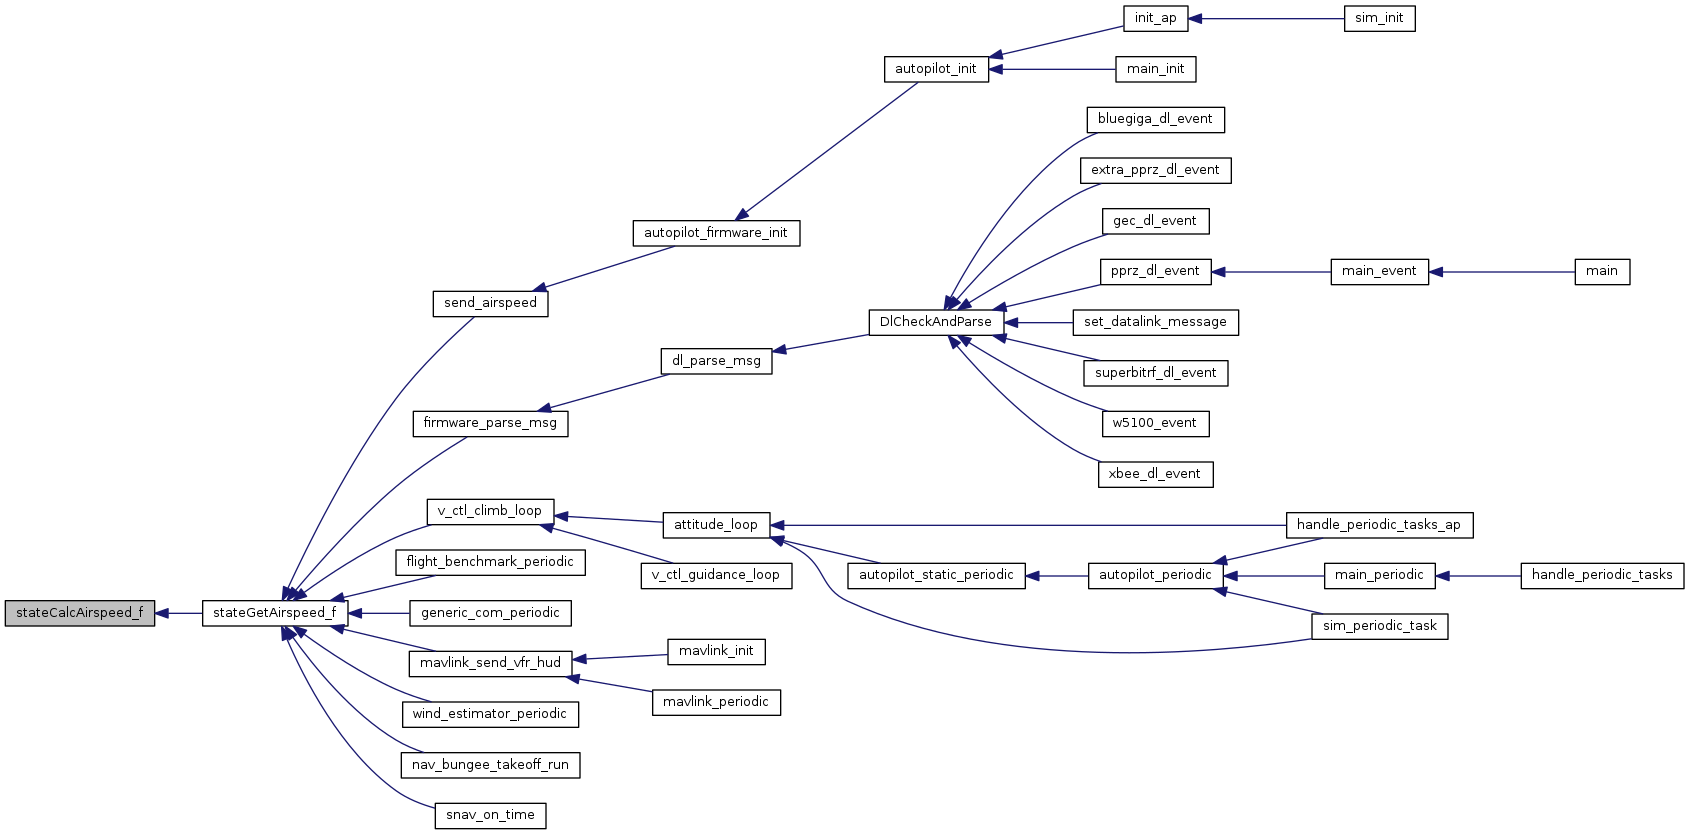 init_ap
sim_init
autopilot_init
main_init
bluegiga_dl_event
extra_pprz_dl_event
gec_dl_event
autopilot_firmware_init
pprz_dl_event
main_event
main
send_airspeed
DlCheckAndParse
set_datalink_message
dl_parse_msg
superbitrf_dl_event
firmware_parse_msg
w5100_event
xbee_dl_event
v_ctl_climb_loop
attitude_loop
handle_periodic_tasks_ap
flight_benchmark_periodic
v_ctl_guidance_loop
autopilot_static_periodic
autopilot_periodic
main_periodic
handle_periodic_tasks
stateCalcAirspeed_f
stateGetAirspeed_f
generic_com_periodic
sim_periodic_task
mavlink_send_vfr_hud
mavlink_init
mavlink_periodic
wind_estimator_periodic
nav_bungee_takeoff_run
snav_on_time